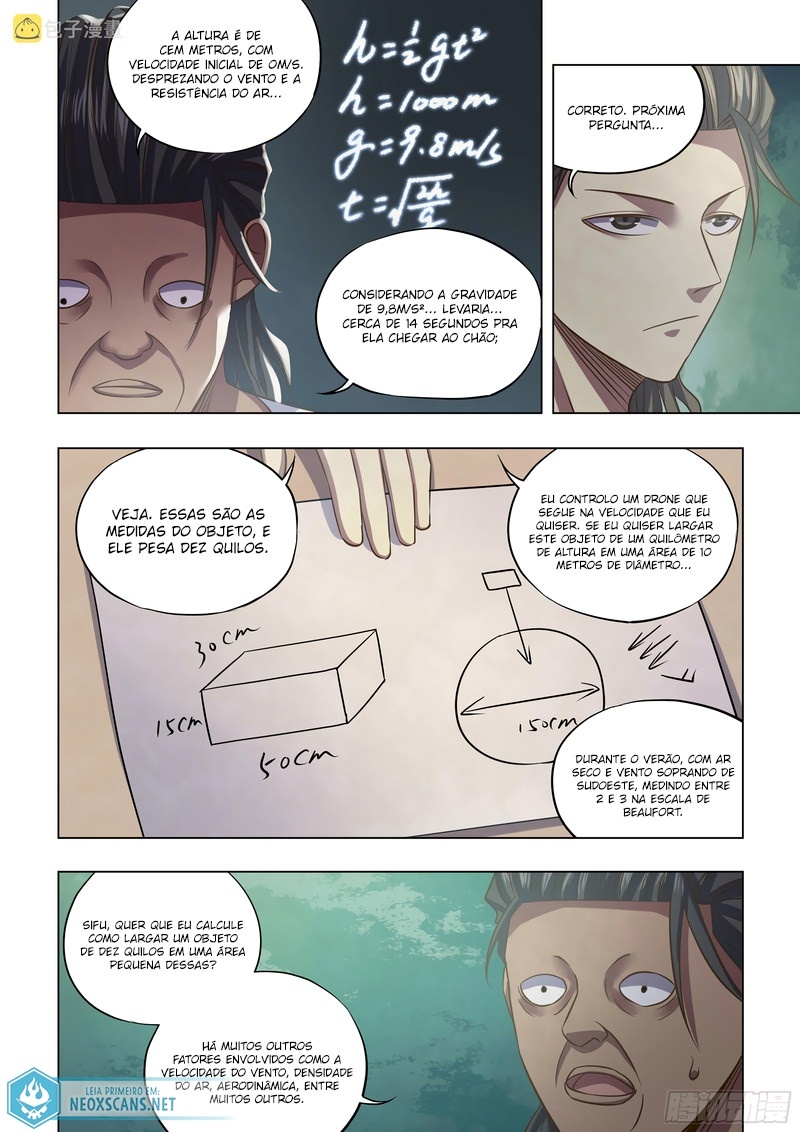 包子漫畫
A ALTURA É DE
CEM METROS, COM
VELOCIDADE INICIAL DE 0M/S.
DESPREZANDO O VENTO E A
RESISTÊNCIA DO AR...
h=½gt²
h=1000m
g=9.8m/s
t=√2h/g
CONSIDERANDO A GRAVIDADE
DE 9,8M/S²... LEVARIA...
CERCA DE 14 SEGUNDOS PRA
ELA CHEGAR AO CHÃO;
CORRETO. PRÓXIMA
PERGUNTA...
VEJA. ESSAS SÃO AS
MEDIDAS DO OBJETO, E
ELE PESA DEZ QUILOS.
EU CONTROLO UM DRONE QUE
SEGUE NA VELOCIDADE QUE EU
QUISER. SE EU QUISER LARGAR
ESTE OBJETO DE UM QUILÔMETRO
DE ALTURA EM UMA ÁREA DE 10
METROS DE DIÂMETRO...
30cm
15cm
50cm
150cm
DURANTE O VERÃO, COM AR
SECO E VENTO SOPRANDO DE
SUDOESTE, MEDINDO ENTRE
2 E 3 NA ESCALA DE
BEAUFORT.
SIFU, QUER QUE EU CALCULE
COMO LARGAR UM OBJETO
DE DEZ QUILOS EM UMA ÁREA
PEQUENA DESSAS?
HÁ MUITOS OUTROS
FATORES ENVOLVIDOS COMO A
VELOCIDADE DO VENTO, DENSIDADE
DO AR, AERODINÂMICA, ENTRE
MUITOS OUTROS.
LEIA PRIMEIRO EM:
NEOXSCANS.NET
腾讯动漫